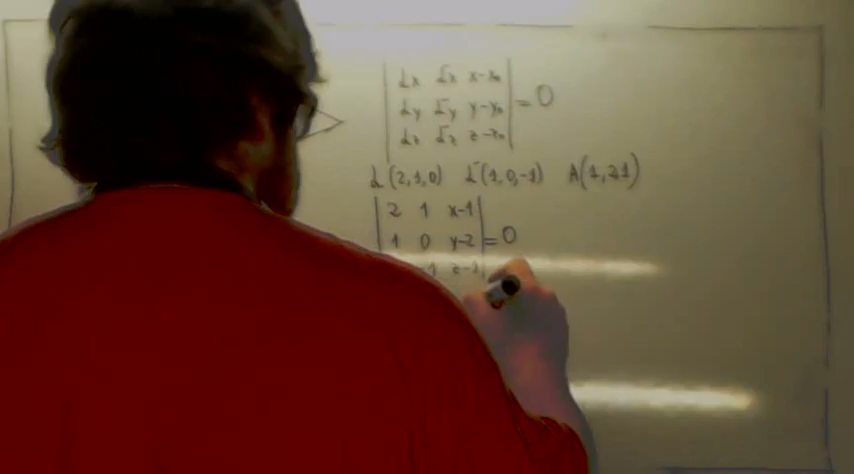 | dx d̄x x-x₀ |
| dy d̄y y-y₀ | = 0
| dz d̄z z-z₀ |
d(2,1,0) d̄(1,0,-1) A(1,2,1)
| 2 1 x-1 |
| 1 0 y-2 | = 0
-1 z-1 |